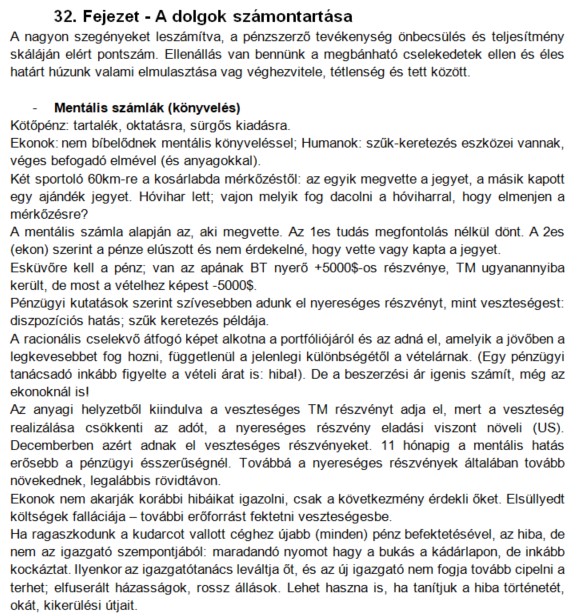 32. Fejezet - A dolgok számontartása
A nagyon szegényeket leszámítva, a pénzszerző tevékenység önbecsülés és teljesítmény
skáláján elért pontszám. Ellenállás van bennünk a megbánható cselekedetek ellen és éles
határt húzunk valami elmulasztása vag véghezvitele, tétlenség és tett között.
- Mentális számlák (könyvelés)
Kötőpénz: tartalék, oktatásra, sürgős kiadásra.
Ekonok: nem bíbelődnek mentális könyveléssel; Humanok: szűk-keretezés eszközei vannak,
véges befogadó elmével (és anyagokkal).
Két sportoló 60km-re a kosárlabda mérkőzéstől: az egyik megvette a jegyet, a másik kapott
egy ajándék jegyet. Hóvihar lett; vajon melyik fog dacolni a hóviharral, hogy elmenjen a
mérkőzésre?
A mentális számla alapján az, aki megvette. Az 1es tudás megfontolás nélkül dönt. A 2es
(ekon) szerint a pénze elúszott és nem érdekelné, hogy vette vagy kapta a jegyet.
Esküvőre kell a pénz; van az apának BT nyerő +5000$-os részvénye, TM ugyanannyiba
került, de most a vételhez képest -5000$.
Pénzügyi kutatások szerint szívesebben adunk el nyereséges részvényt, mint veszteségest:
diszpozíciós hatás; szűk keretezés példája.
A racionális cselekvő átfogó képet alkotna a portfóliójáról és az adná el, amelyik a jövőben a
legkevesebbet fog hozni, függetlenül a jelenlegi különbségétől a vételárnak. (Egy pénzügyi
tanácsadó inkább figyelte a vételi árat is: hiba!). De a beszerzési ár igenis számít, még az
ekonoknál is!
Az anyagi helyzetből kiindulva a veszteséges TM részvényt adja el, mert a veszteség
realizálása csökkenti az adót, a nyereséges részvény eladási viszont növeli (US).
Decemberben azért adnak el veszteséges részvényeket. 11 hónapig a mentális hatás
erősebb a pénzügyi ésszerűségnél. Továbbá a nyereséges részvények általában tovább
növekednek, legalábbis rövidtávon.
Ekonok nem akarják korábbi hibáikat igazolni, csak a következmény érdekli őket. Elsüllyedt
költségek falláciája – további erőforrást fektetni veszteségesbe.
Ha ragaszkodunk a kudarcot vallott céghez újabb (minden) pénz befektetésével, az hiba, de
nem az igazgató szempontjából: maradandó nyomot hagy a bukás a kádárlapon, de inkább
kockáztat. Ilyenkor az igazgatótanács leváltja őt, és az új igazgató nem fogja tovább cipelni a
terhet; elfuserált házasságok, rossz állások. Lehet haszna is, ha tanítjuk a hiba történetét,
okát, kikerülési útjait.